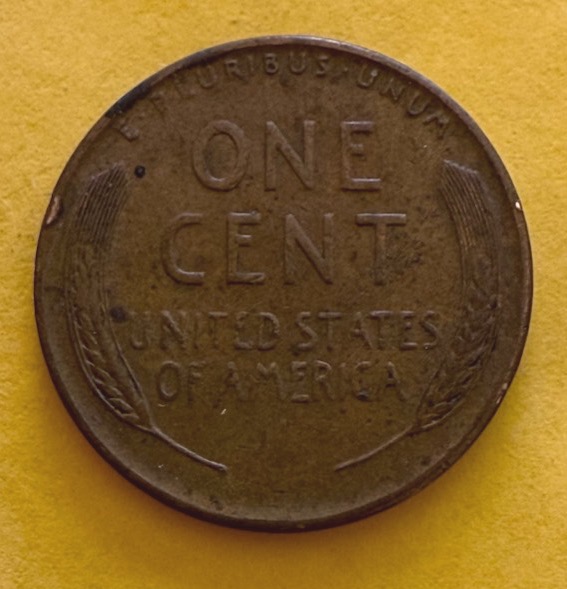 E · PLURIBUS · UNUM
ONE
CENT
UNITED STATES
OF AMERICA